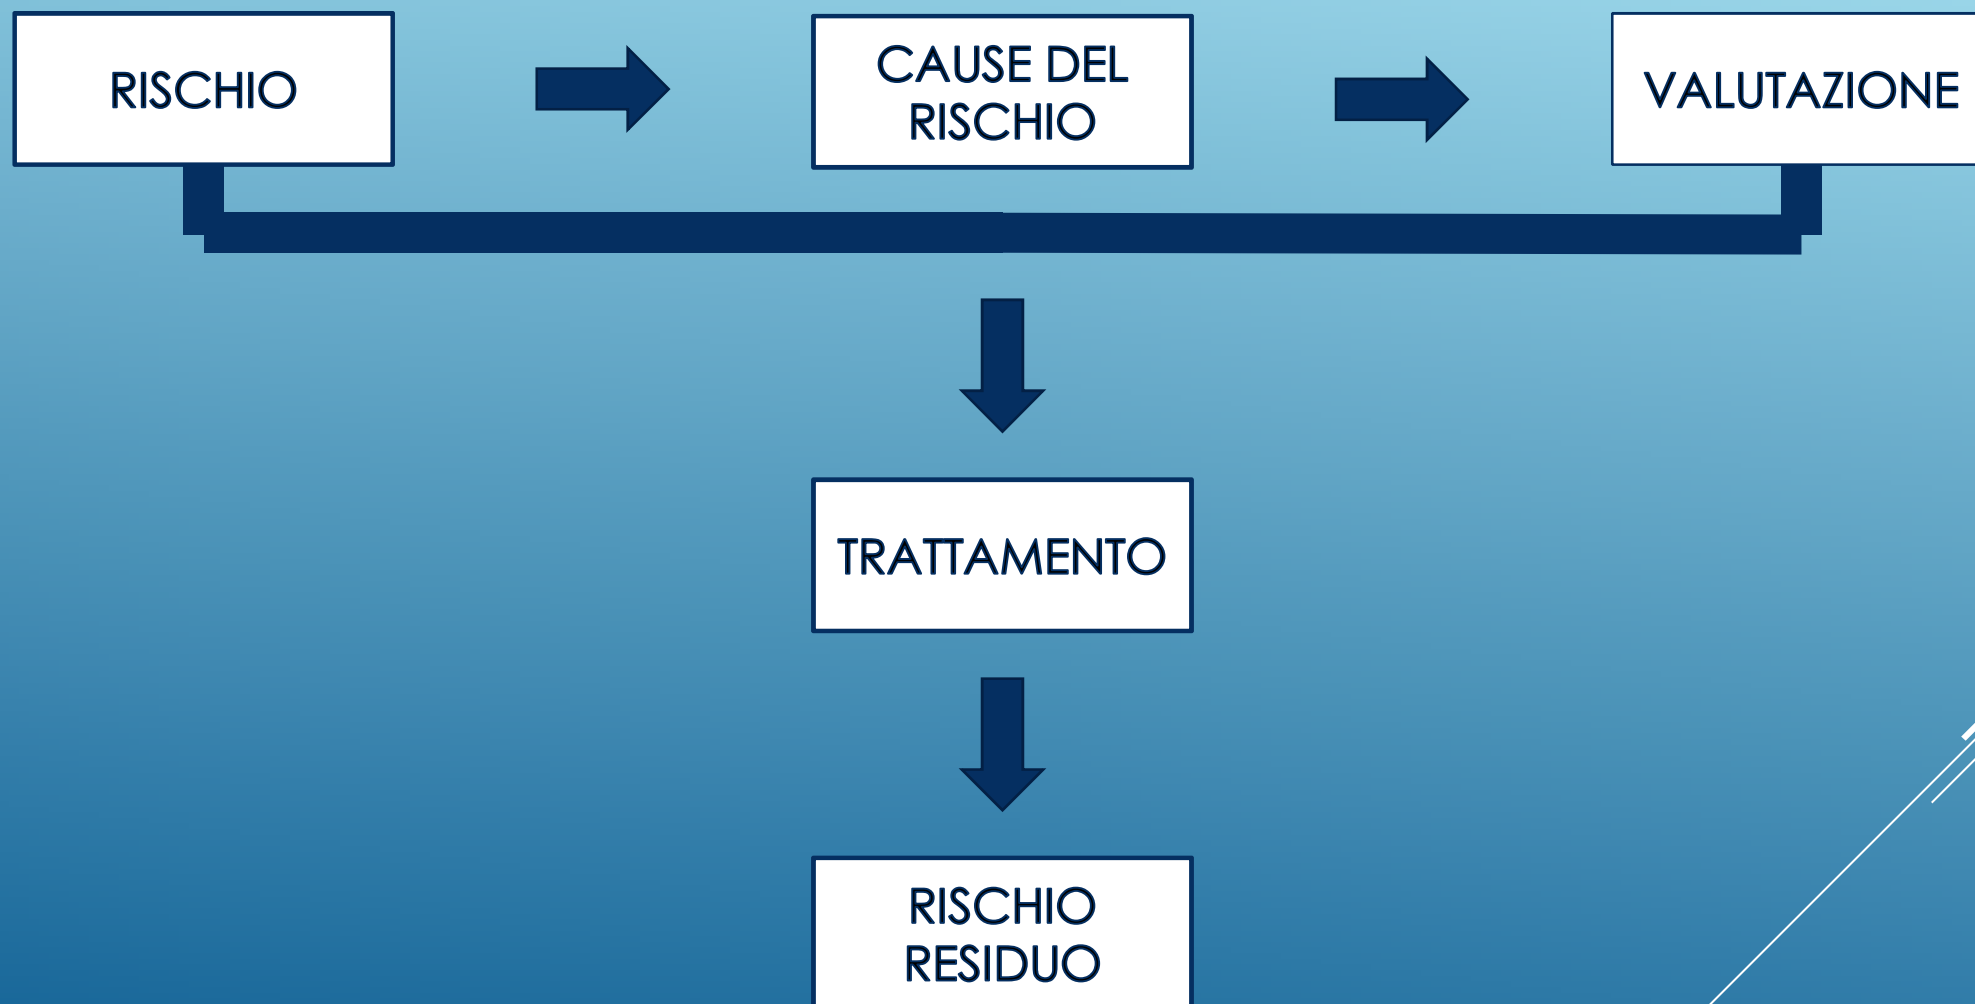 RISCHIO
CAUSE DEL
RISCHIO
VALUTAZIONE
TRATTAMENTO
RISCHIO
RESIDUO